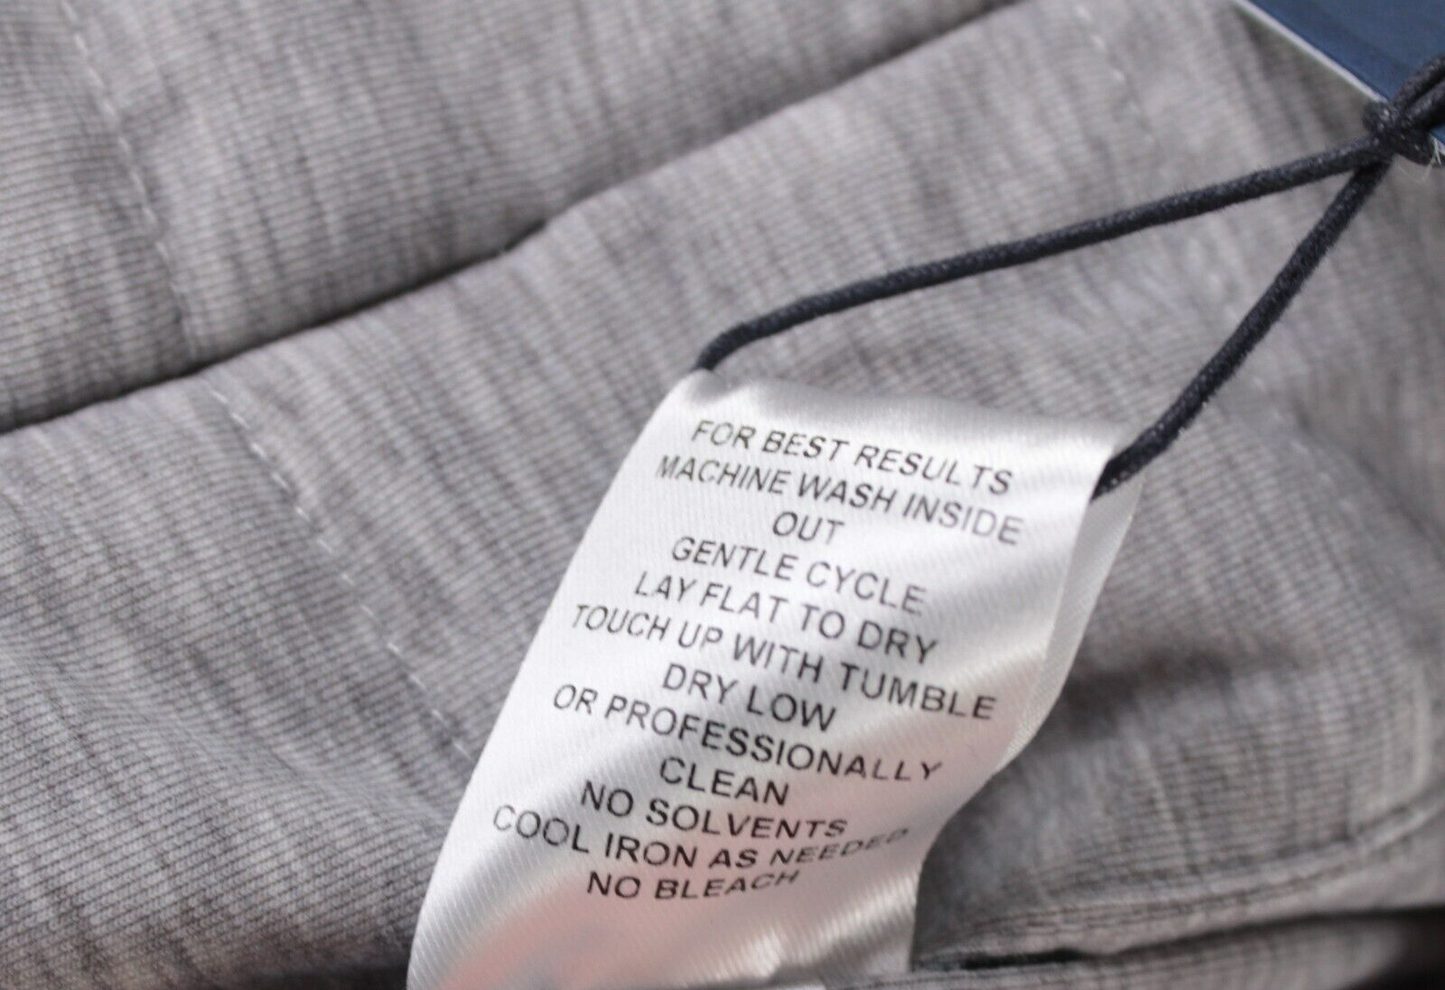 FOR BEST RESULTS
MACHINE WASH INSIDE
OUT
GENTLE CYCLE
LAY FLAT TO DRY
TOUCH UP WITH TUMBLE
DRY LOW
OR PROFESSIONALLY
CLEAN
NO SOLVENTS
COOL IRON AS NEEDED
NO BLEACH